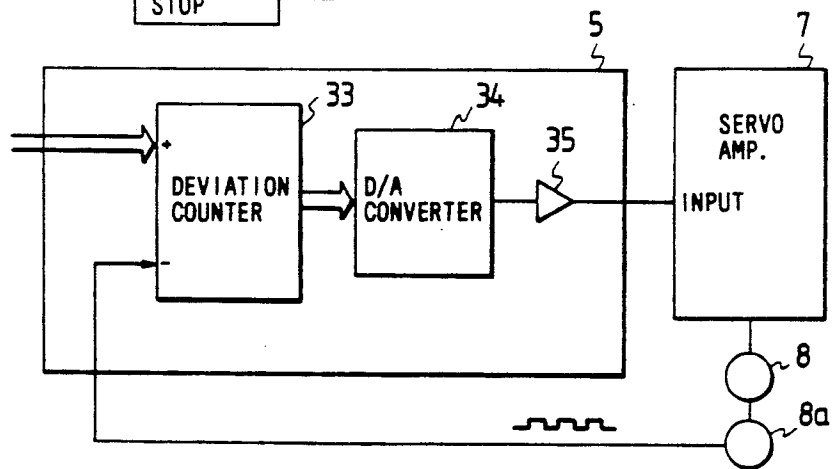 STOP
5
7
33
34
35
SERVO
AMP.
+
DEVIATION
COUNTER
D/A
CONVERTER
INPUT
-
8
8a